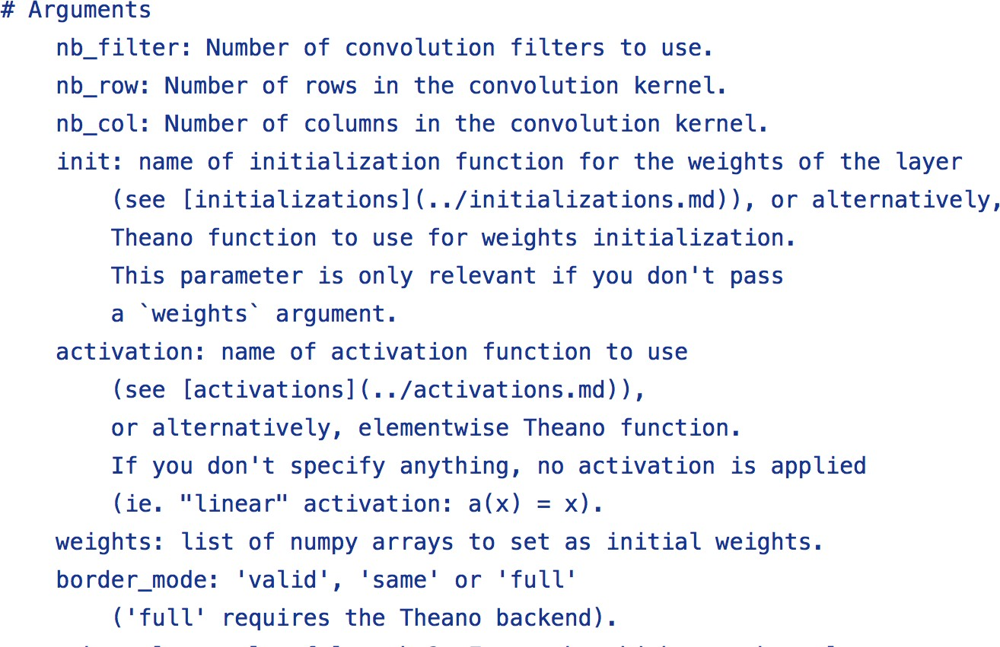 # Arguments
nb_filter: Number of convolution filters to use.
nb_row: Number of rows in the convolution kernel.
nb_col: Number of columns in the convolution kernel.
init: name of initialization function for the weights of the layer
(see [initializations](../initializations.md)), or alternatively,
Theano function to use for weights initialization.
This parameter is only relevant if you don't pass
a `weights` argument.
activation: name of activation function to use
(see [activations](../activations.md)),
or alternatively, elementwise Theano function.
If you don't specify anything, no activation is applied
(ie. "linear" activation: a(x) = x).
weights: list of numpy arrays to set as initial weights.
border_mode: 'valid', 'same' or 'full'
('full' requires the Theano backend).